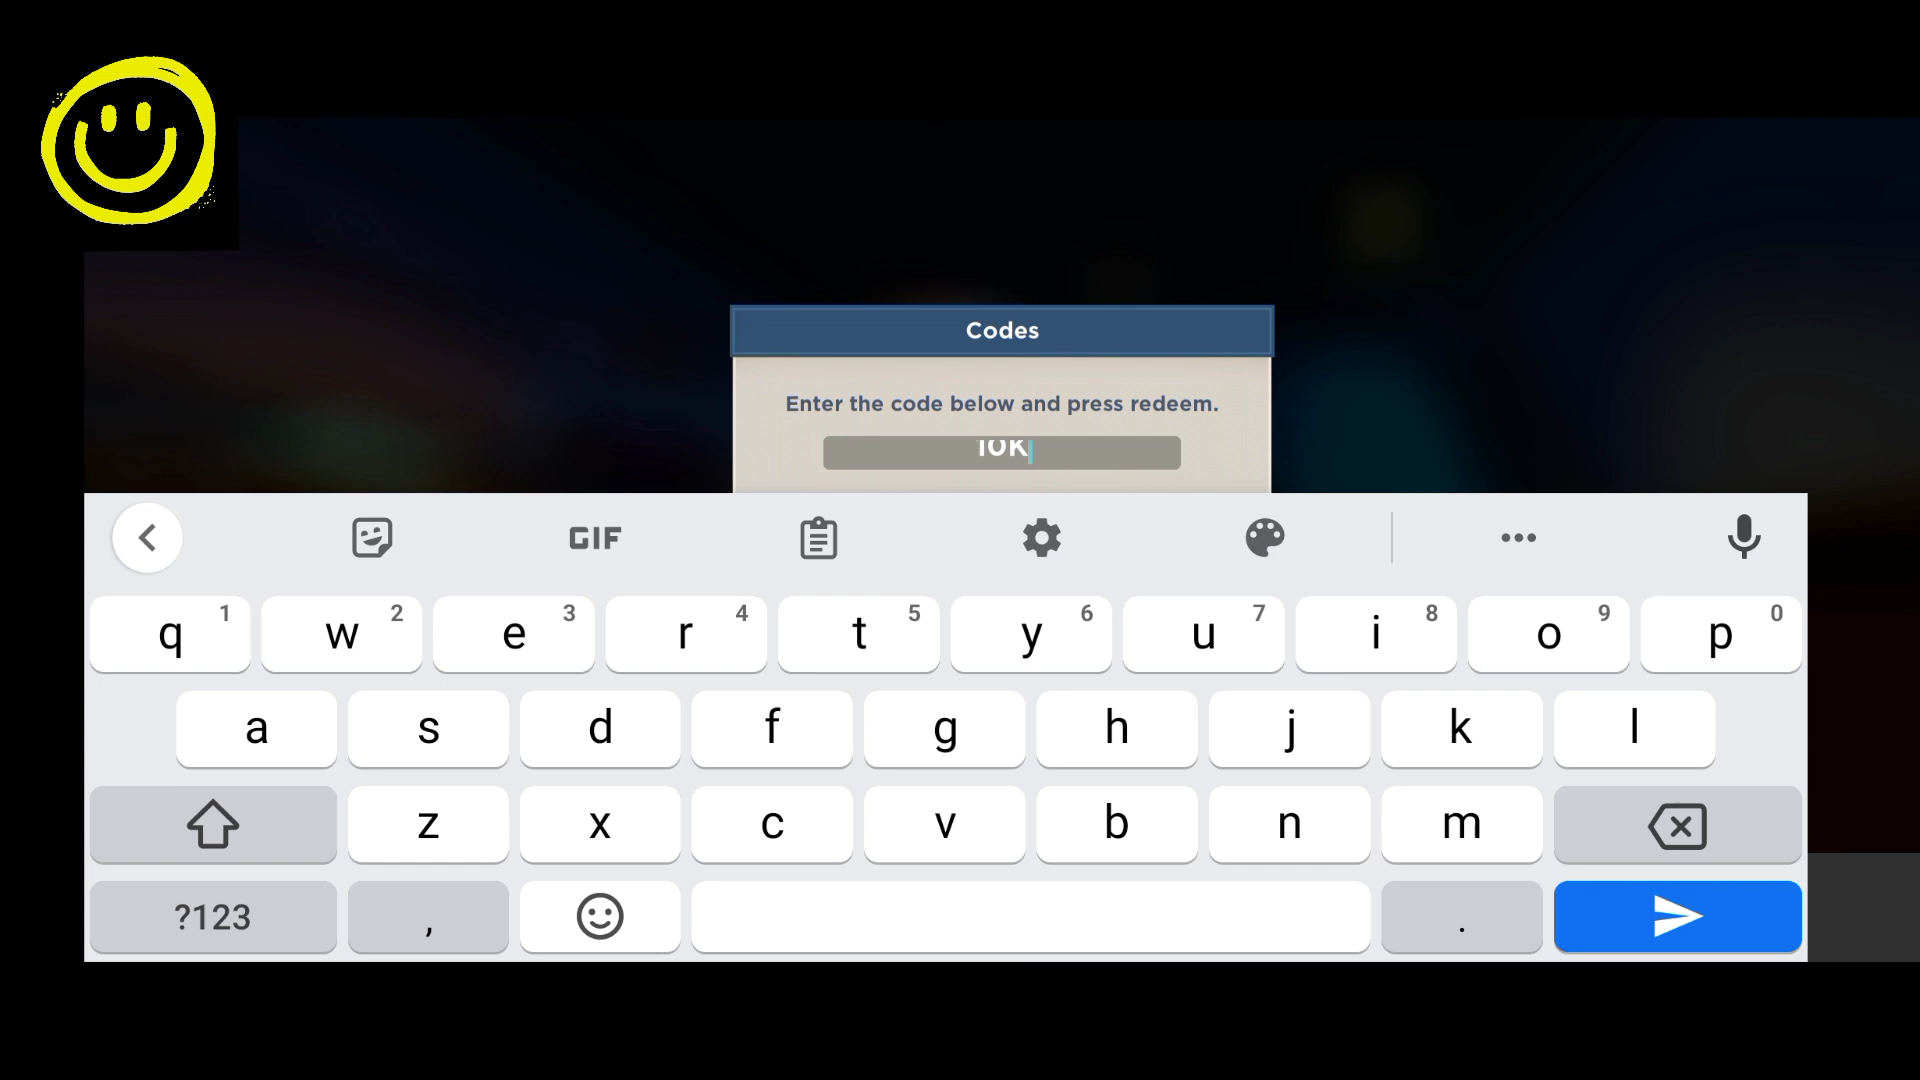 Codes
Enter the code below and press redeem.
10K
GIF
q 1 w 2 e 3 r 4 t 5 y 6 u 7 i 8 o 9 p 0
a s d f g h j k l
z x c v b n m
?123 , .